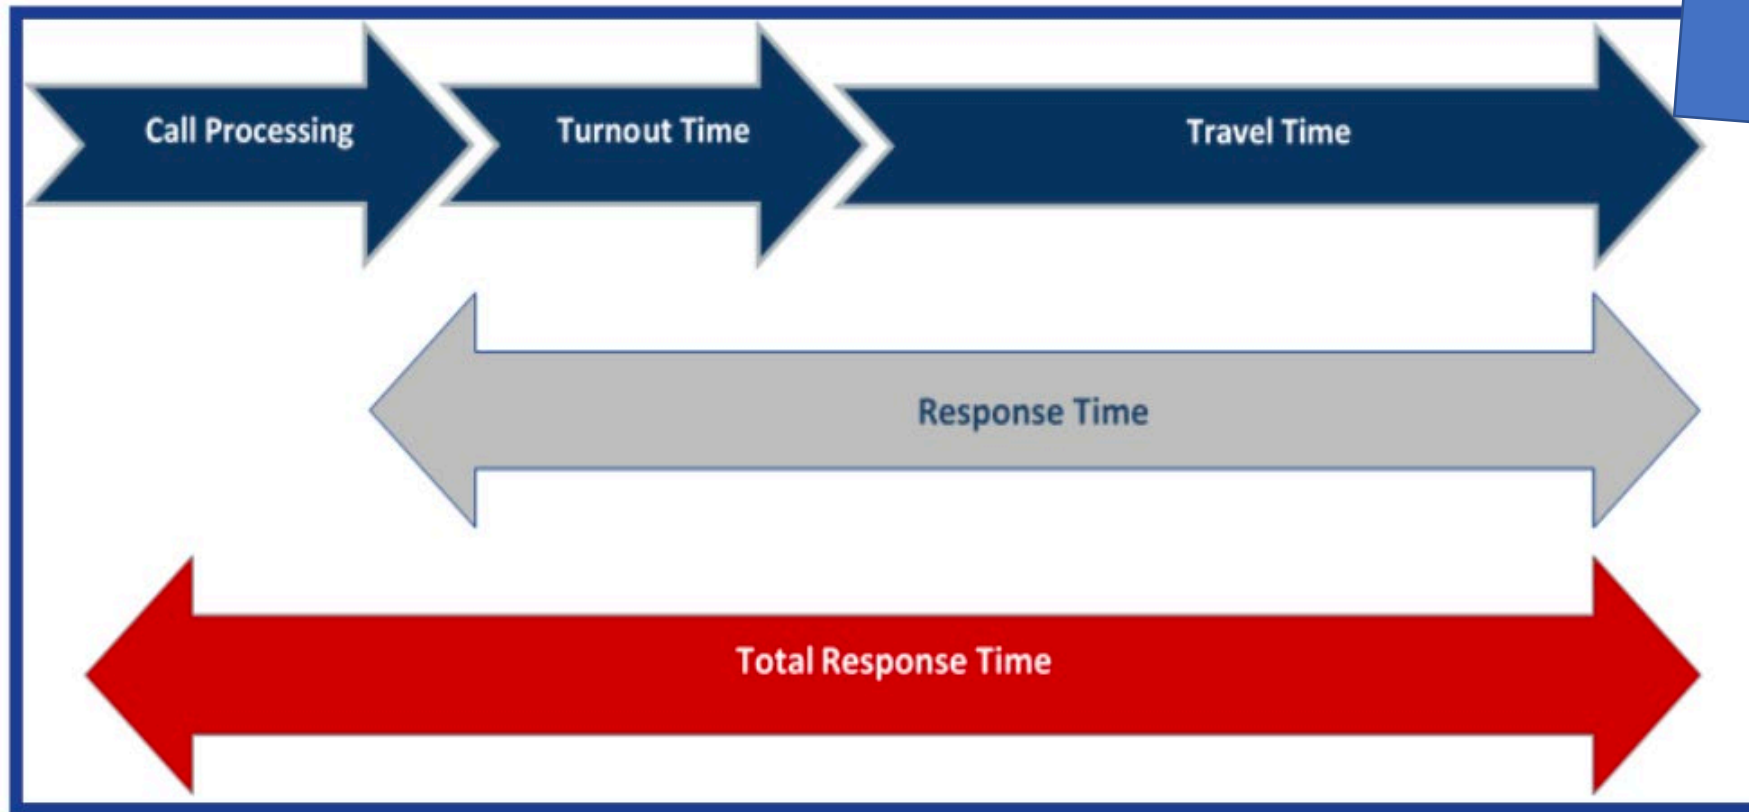 Call Processing
Turnout Time
Travel Time
Response Time
Total Response Time